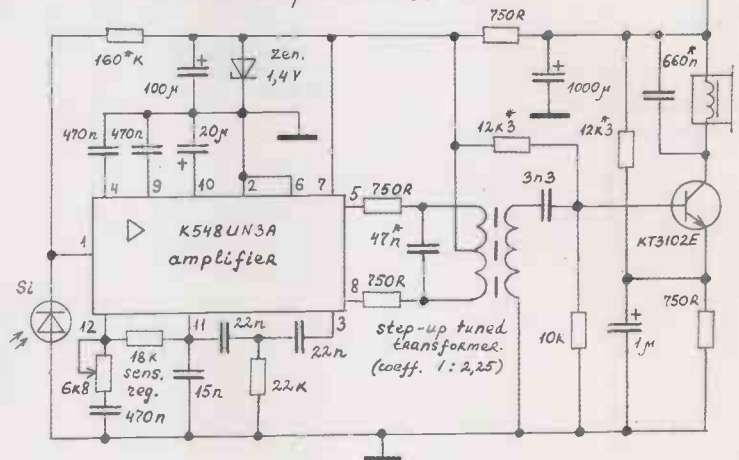 750R
160*K
100µ
+
Zen.
1,4V
+
1000µ
660n*
470n
470n
20µ
+
12K3*
12K3*
3n3
4
9
10
2
6
7
5
750R
K548UN3A
amplifier
47n*
KT3102E
1
8
750R
750R
Si
12
11
3
22n
22n
18K
sens.
reg.
6K8
15n
22K
470n
step-up tuned
transformer.
(coeff. 1:2,25)
10K
+
1µ